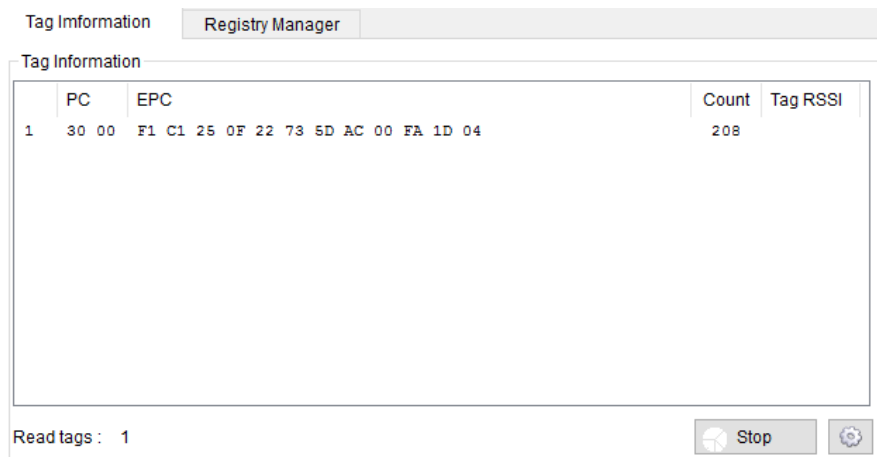 Tag Imformation Registry Manager
Tag Information
PC EPC Count Tag RSSI
1 30 00 F1 C1 25 0F 22 73 5D AC 00 FA 1D 04 208
Read tags : 1 Stop